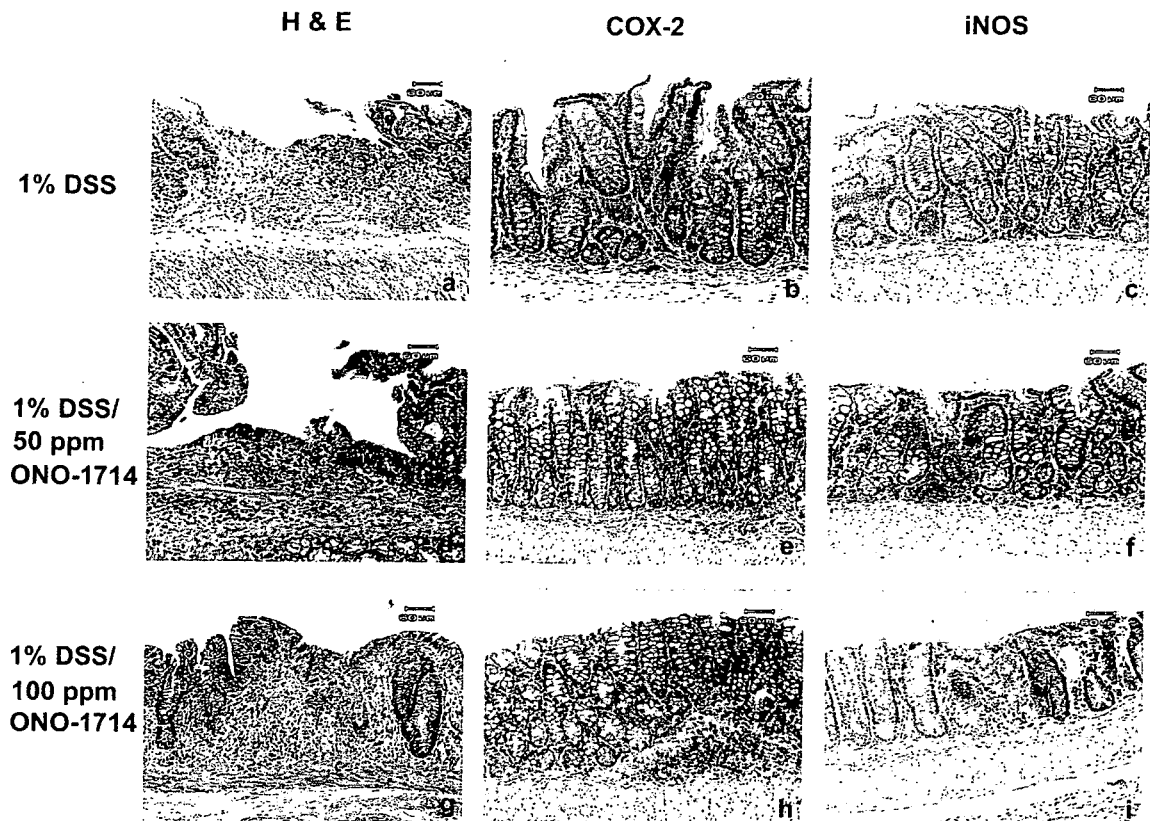 H & E
COX-2
iNOS
1% DSS
a
b
c
1% DSS/
50 ppm
ONO-1714
e
f
1% DSS/
100 ppm
ONO-1714
g
h
i